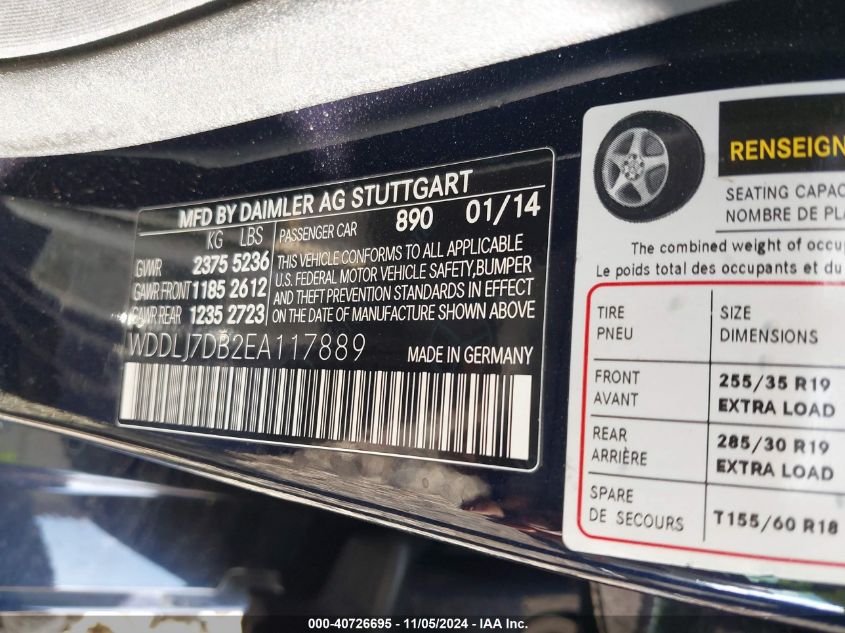 MFD BY DAIMLER AG STUTTGART
KG LBS
PASSENGER CAR 890 01/14
GVWR 2375 5236
GAWR FRONT 1185 2612
GAWR REAR 1235 2723
THIS VEHICLE CONFORMS TO ALL APPLICABLE
U.S. FEDERAL MOTOR VEHICLE SAFETY,BUMPER
AND THEFT PREVENTION STANDARDS IN EFFECT
ON THE DATE OF MANUFACTURE SHOWN ABOVE
WDDLJ7DB2EA117889 MADE IN GERMANY
RENSEIGN
SEATING CAPAC
NOMBRE DE PLA
The combined weight of occup
Le poids total des occupants et du
TIRE SIZE
PNEU DIMENSIONS
FRONT 255/35 R19
AVANT EXTRA LOAD
REAR 285/30 R19
ARRIÈRE EXTRA LOAD
SPARE T155/60 R18
DE SECOURS
000-40726695 - 11/05/2024 - IAA Inc.